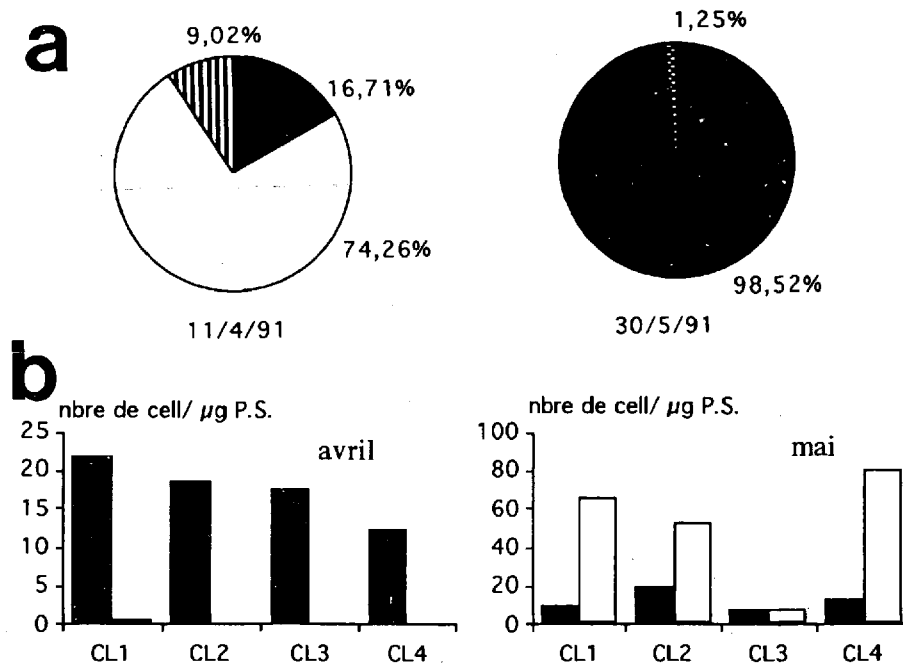 a
9,02%
16,71%
74,26%
11/4/91
1,25%
98,52%
30/5/91
b
nbre de cell/ µg P.S.
avril
25
20
15
10
5
0
CL1 CL2 CL3 CL4
nbre de cell/ µg P.S.
mai
100
80
60
40
20
0
CL1 CL2 CL3 CL4